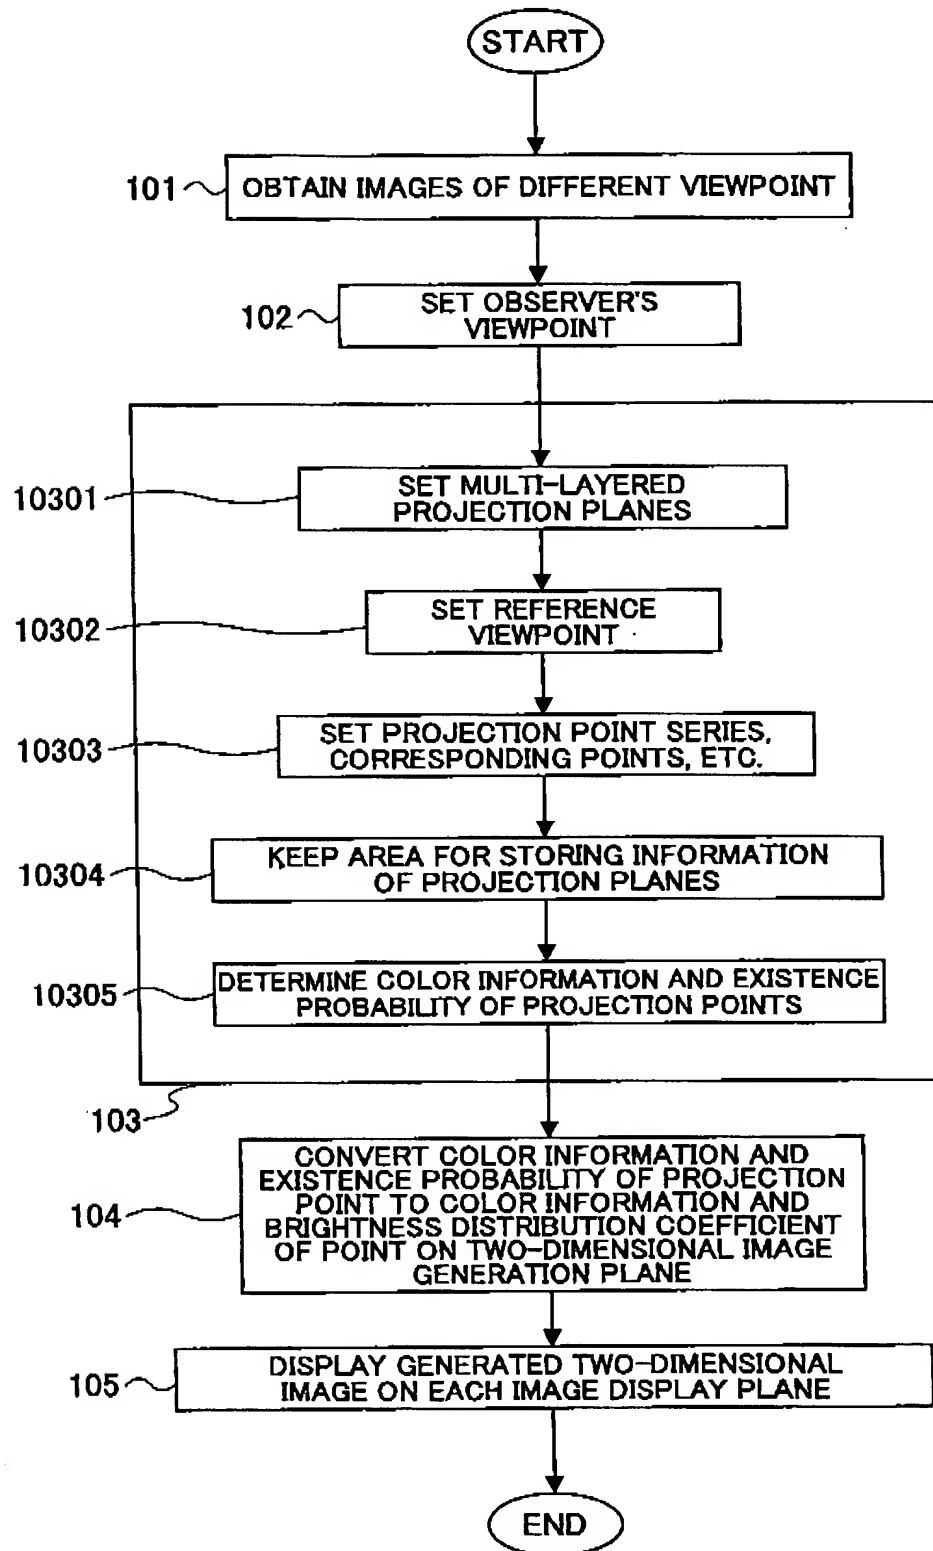 START
101
OBTAIN IMAGES OF DIFFERENT VIEWPOINT
102
SET OBSERVER'S
VIEWPOINT
10301
SET MULTI-LAYERED
PROJECTION PLANES
10302
SET REFERENCE
VIEWPOINT
10303
SET PROJECTION POINT SERIES,
CORRESPONDING POINTS, ETC.
10304
KEEP AREA FOR STORING INFORMATION
OF PROJECTION PLANES
10305
DETERMINE COLOR INFORMATION AND EXISTENCE
PROBABILITY OF PROJECTION POINTS
103
104
CONVERT COLOR INFORMATION AND
EXISTENCE PROBABILITY OF PROJECTION
POINT TO COLOR INFORMATION AND
BRIGHTNESS DISTRIBUTION COEFFICIENT
OF POINT ON TWO-DIMENSIONAL IMAGE
GENERATION PLANE
105
DISPLAY GENERATED TWO-DIMENSIONAL
IMAGE ON EACH IMAGE DISPLAY PLANE
END